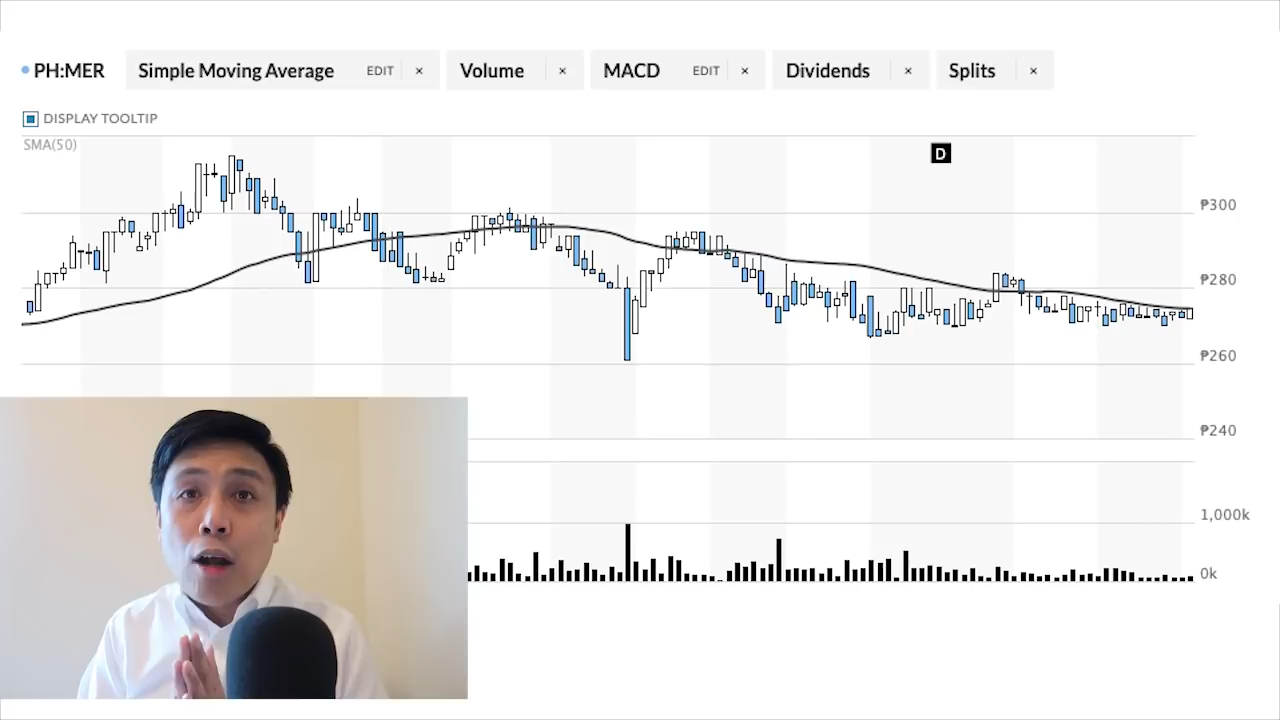 PH:MER
Simple Moving Average EDIT ×
Volume ×
MACD EDIT ×
Dividends ×
Splits ×
DISPLAY TOOLTIP
SMA(50)
D
₱300
₱280
₱260
₱240
1,000k
0k